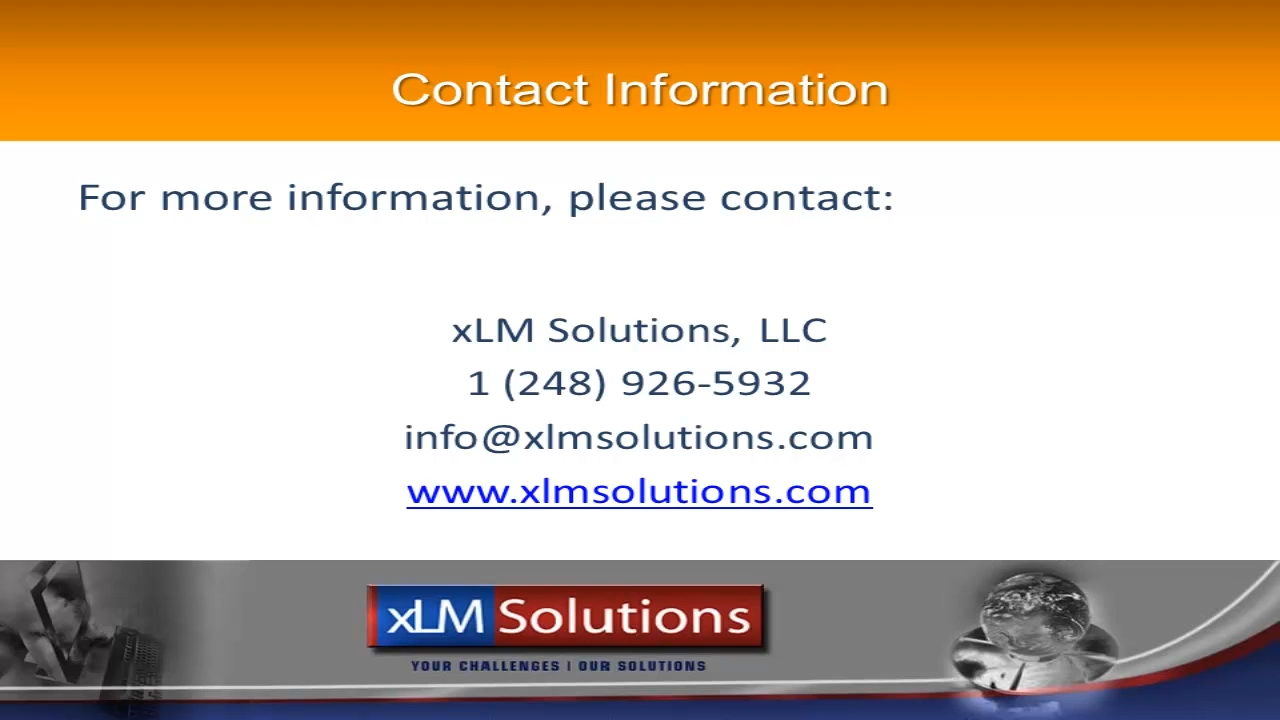 Contact Information
For more information, please contact:
xLM Solutions, LLC
1 (248) 926-5932
info@xlmsolutions.com
www.xlmsolutions.com
xLM Solutions
YOUR CHALLENGES | OUR SOLUTIONS